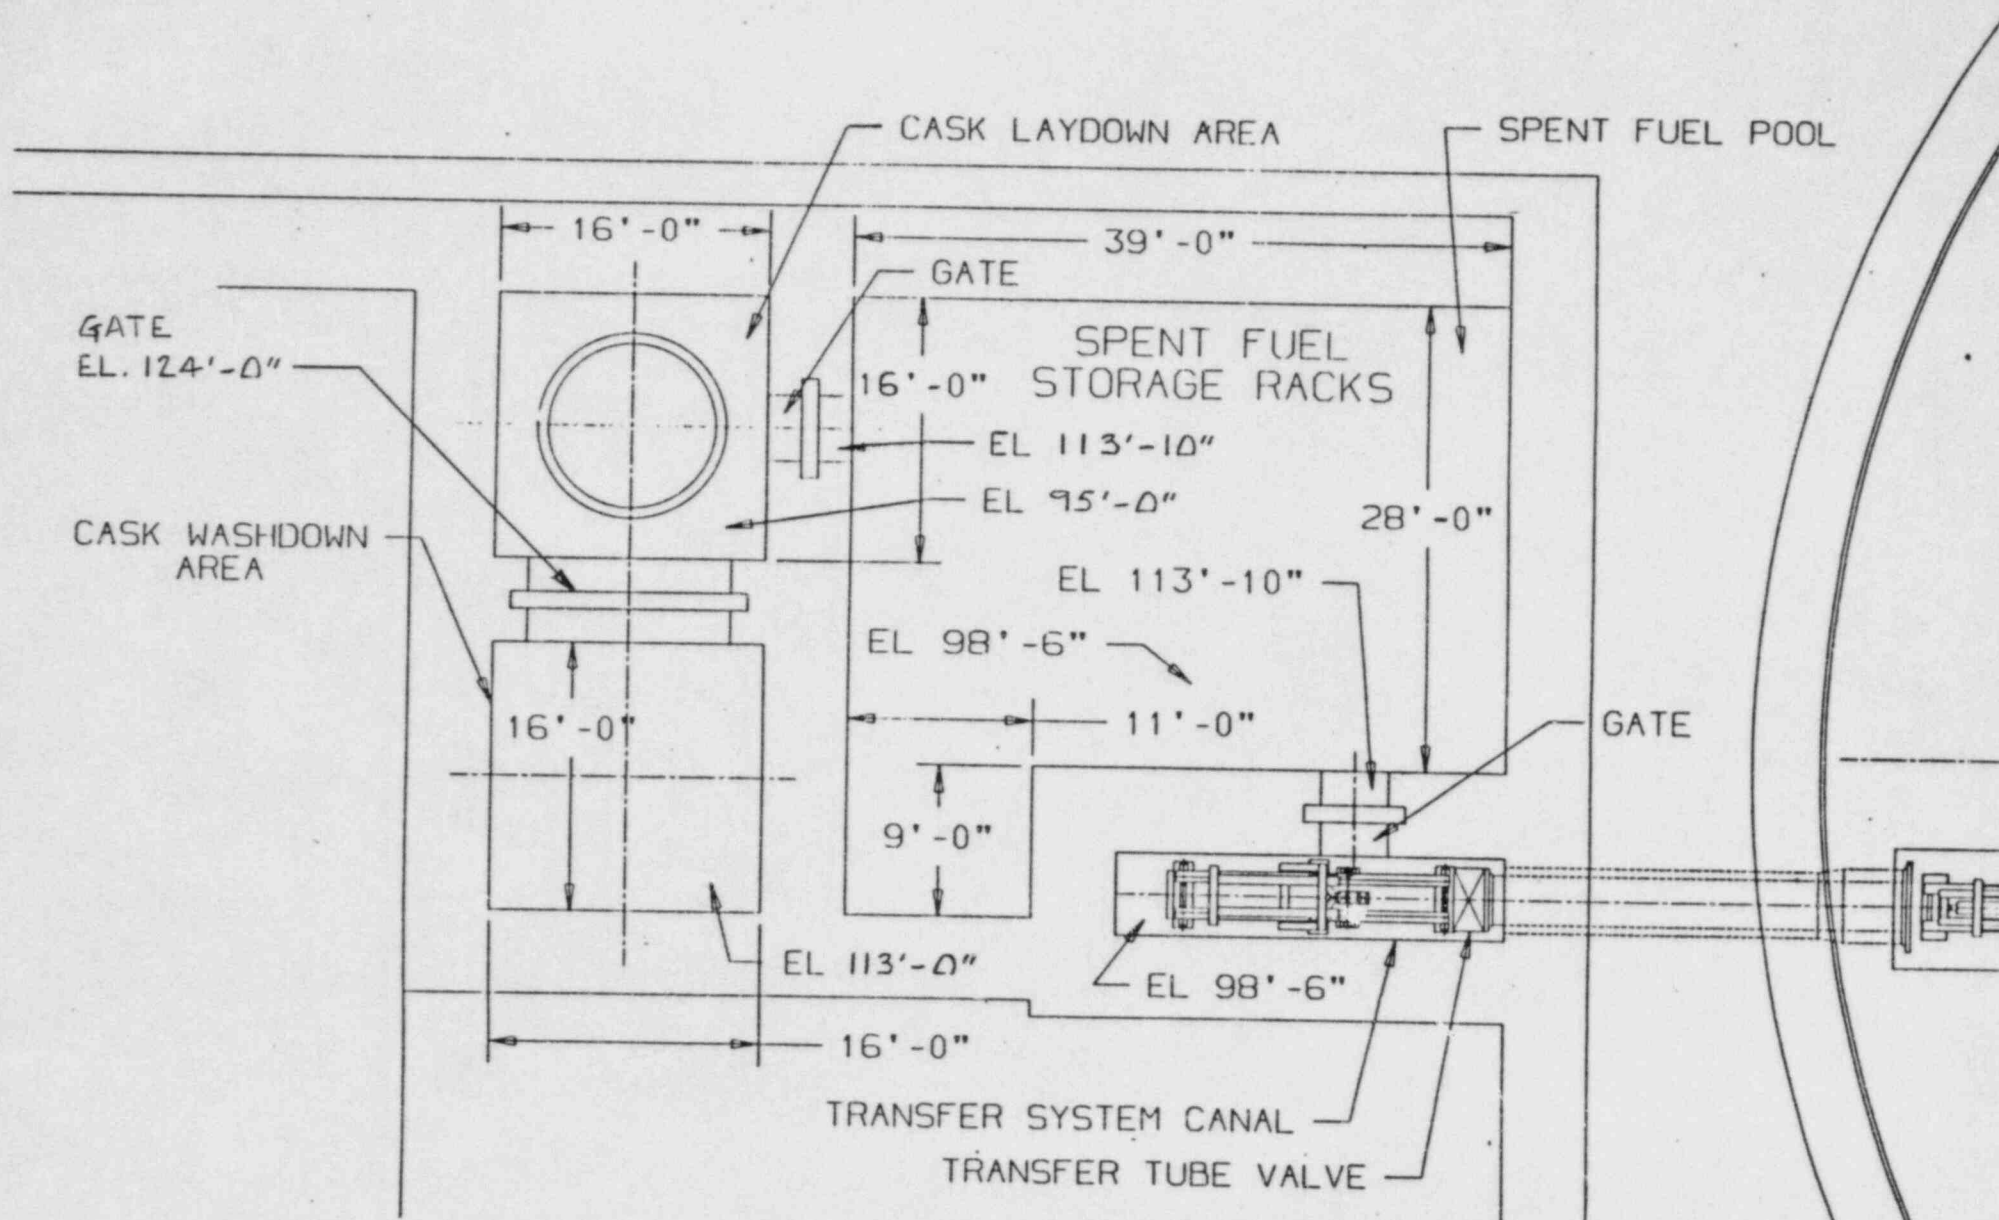 CASK LAYDOWN AREA
SPENT FUEL POOL
16'-0"
39'-0"
GATE
GATE
EL. 124'-0"
SPENT FUEL
STORAGE RACKS
16'-0"
EL 113'-10"
EL 95'-0"
28'-0"
CASK WASHDOWN
AREA
EL 113'-10"
EL 98'-6"
16'-0"
11'-0"
GATE
9'-0"
EL 113'-0"
EL 98'-6"
16'-0"
TRANSFER SYSTEM CANAL
TRANSFER TUBE VALVE